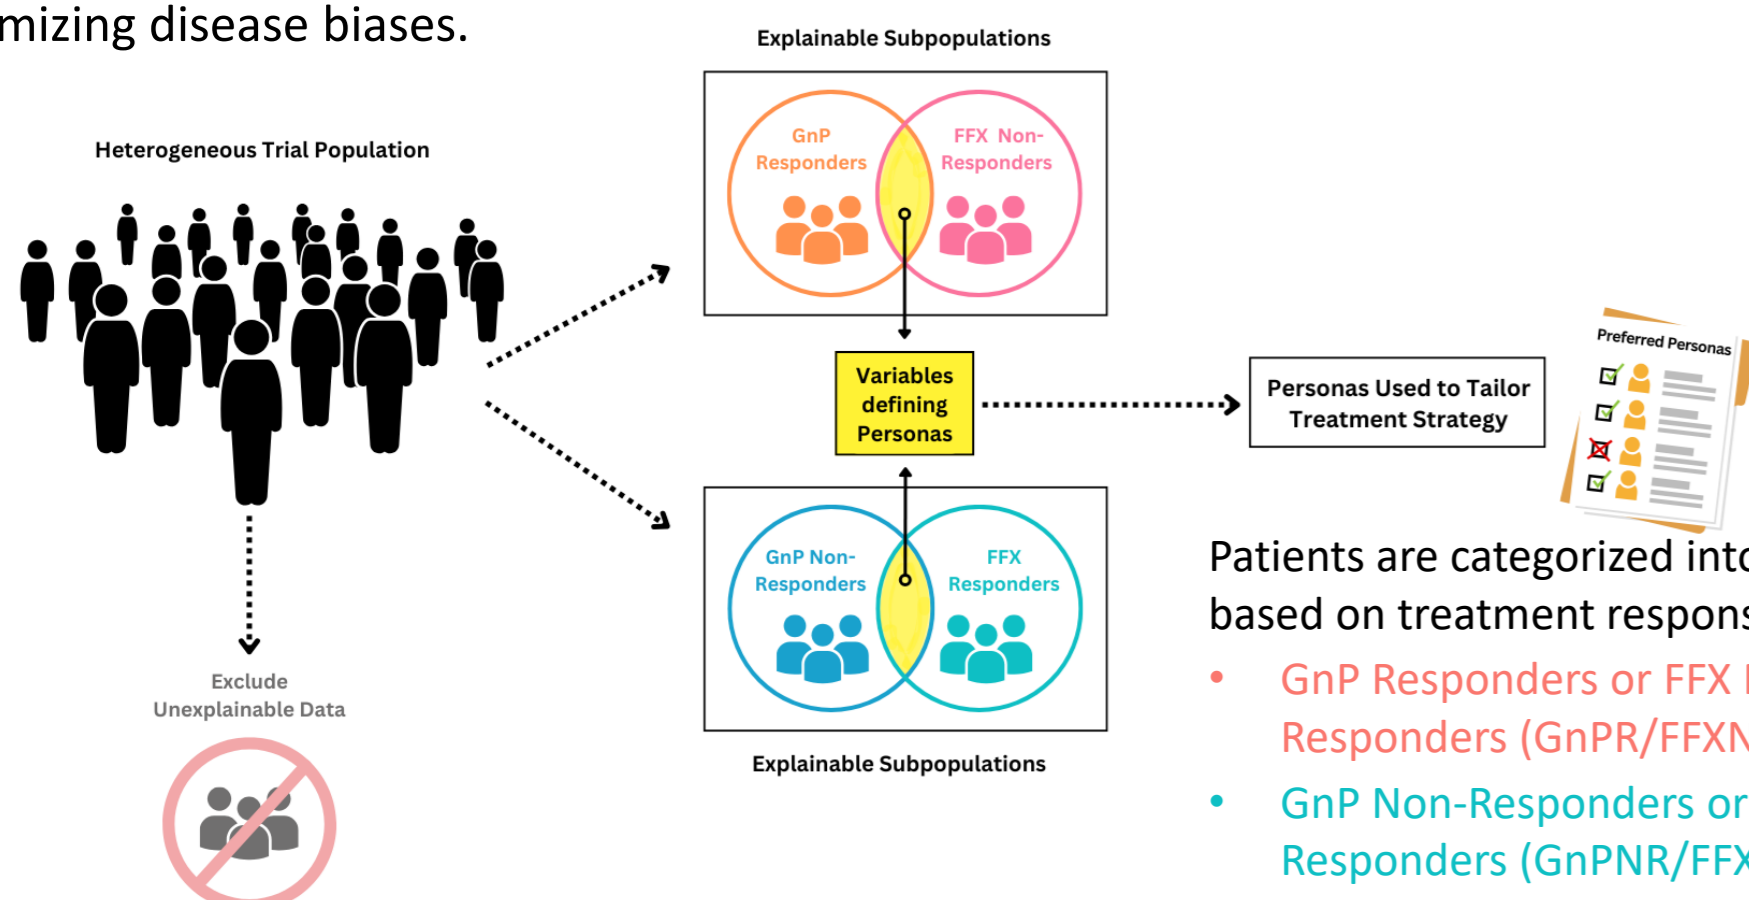 mizing disease biases.
Explainable Subpopulations
Heterogeneous Trial Population
GnP
Responders
FFX Non-
Responders
Variables
defining
Personas
Personas Used to Tailor
Treatment Strategy
Preferred Personas
GnP Non-
Responders
FFX
Responders
Explainable Subpopulations
Exclude
Unexplainable Data
Patients are categorized into
based on treatment respons
• GnP Responders or FFX
Responders (GnPR/FFXN
• GnP Non-Responders or
Responders (GnPNR/FFX